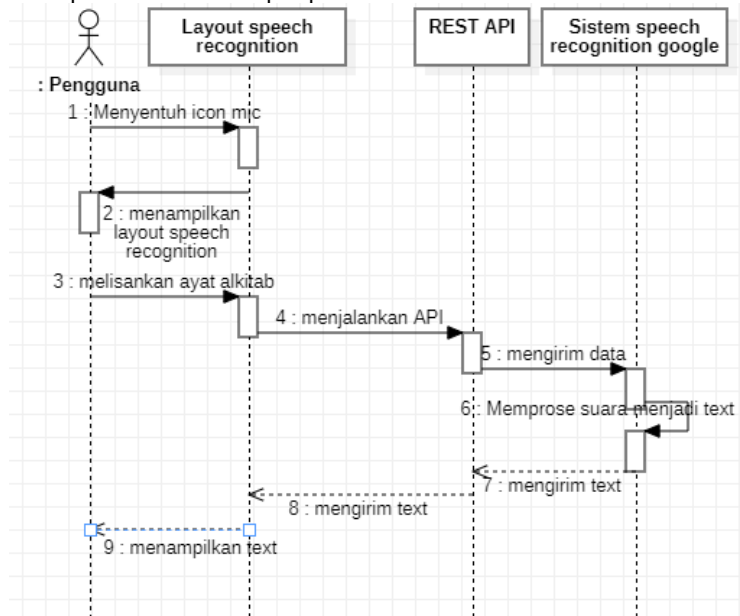 Layout speech
recognition
REST API
Sistem speech
recognition google
: Pengguna
1 : Menyentuh icon mic
2 : menampilkan
layout speech
recognition
3 : melisankan ayat alkitab
4 : menjalankan API
5 : mengirim data
6 : Memprose suara menjadi text
7 : mengirim text
8 : mengirim text
9 : menampilkan text